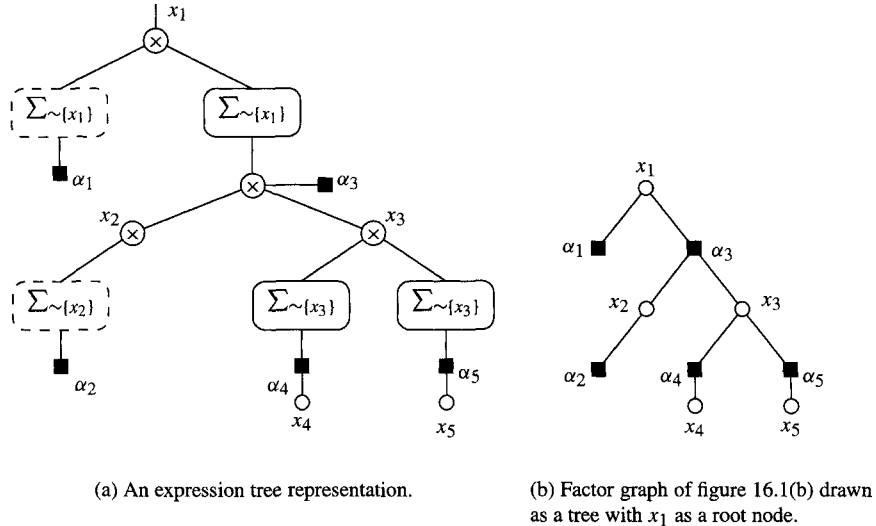 x₁
×
∑∼{x₁} ∑∼{x₁}
α₁
×
α₃
x₂
×
x₃
×
∑∼{x₂} ∑∼{x₃} ∑∼{x₃}
α₂
α₄
α₅
x₄
x₅
x₁
α₁
α₃
x₂
x₃
α₂
α₄
α₅
x₄
x₅
(a) An expression tree representation.
(b) Factor graph of figure 16.1(b) drawn
as a tree with x₁ as a root node.